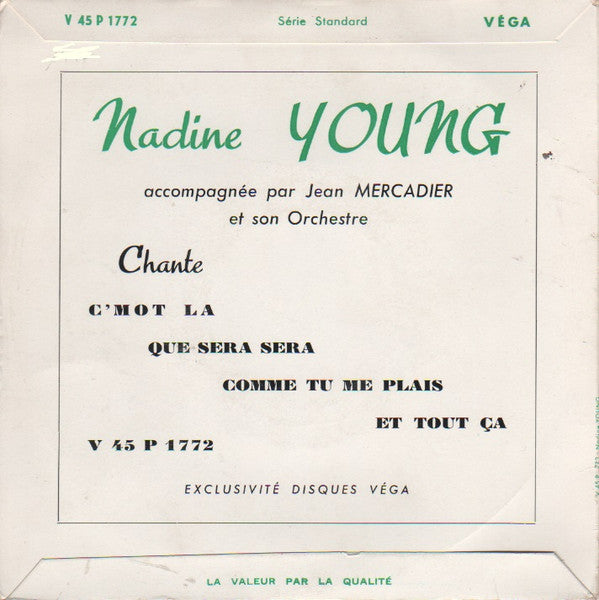 V 45 P 1772 Série Standard VÉGA
Nadine YOUNG
accompagnée par Jean MERCADIER
et son Orchestre
Chante
C'MOT LA
QUE SERA SERA
COMME TU ME PLAIS
ET TOUT ÇA
V 45 P 1772
EXCLUSIVITÉ DISQUES VÉGA
LA VALEUR PAR LA QUALITÉ